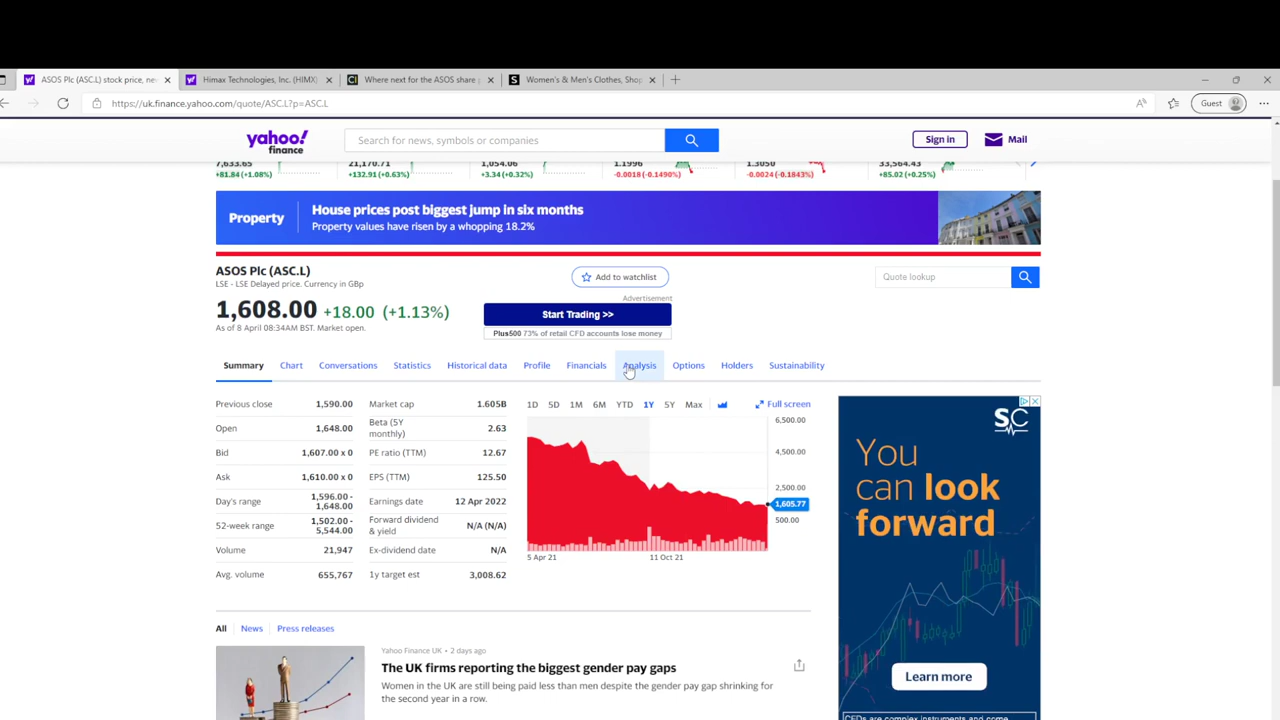 ASOS Plc (ASC.L) stock price, ne
Himax Technologies, Inc. (HIMX)
Where next for the ASOS share
Women's & Men's Clothes, Shop
https://uk.finance.yahoo.com/quote/ASC.L?p=ASC.L
Guest
yahoo! finance
Search for news, symbols or companies
Sign in
Mail
7,633.65 21,170.71 1,054.06 1.1996 1.3050 33,564.43
+81.84 (+1.08%) +132.91 (+0.63%) +3.34 (+0.32%) -0.0018 (-0.1490%) -0.0024 (-0.1843%) +85.02 (+0.25%)
Property
House prices post biggest jump in six months
Property values have risen by a whopping 18.2%
ASOS Plc (ASC.L)
LSE - LSE Delayed price. Currency in GBp
Add to watchlist
Quote lookup
1,608.00 +18.00 (+1.13%)
As of 8 April 08:34AM BST. Market open.
Advertisement
Start Trading >>
Plus500 73% of retail CFD accounts lose money
Summary Chart Conversations Statistics Historical data Profile Financials Analysis Options Holders Sustainability
Previous close 1,590.00
Open 1,648.00
Bid 1,607.00 x 0
Ask 1,610.00 x 0
Day's range 1,596.00 -
1,648.00
52-week range 1,502.00 -
5,544.00
Volume 21,947
Avg. volume 655,767
Market cap 1.605B
Beta (5Y
monthly) 2.63
PE ratio (TTM) 12.67
EPS (TTM) 125.50
Earnings date 12 Apr 2022
Forward dividend
& yield N/A (N/A)
Ex-dividend date N/A
1y target est 3,008.62
1D 5D 1M 6M YTD 1Y 5Y Max Full screen
6,500.00
4,500.00
2,500.00
1,605.77
500.00
5 Apr 21 11 Oct 21
SC
You
can look
forward
Learn more
CFDs are complex instruments and come
All News Press releases
Yahoo Finance UK • 2 days ago
The UK firms reporting the biggest gender pay gaps
Women in the UK are still being paid less than men despite the gender pay gap shrinking for
the second year in a row.